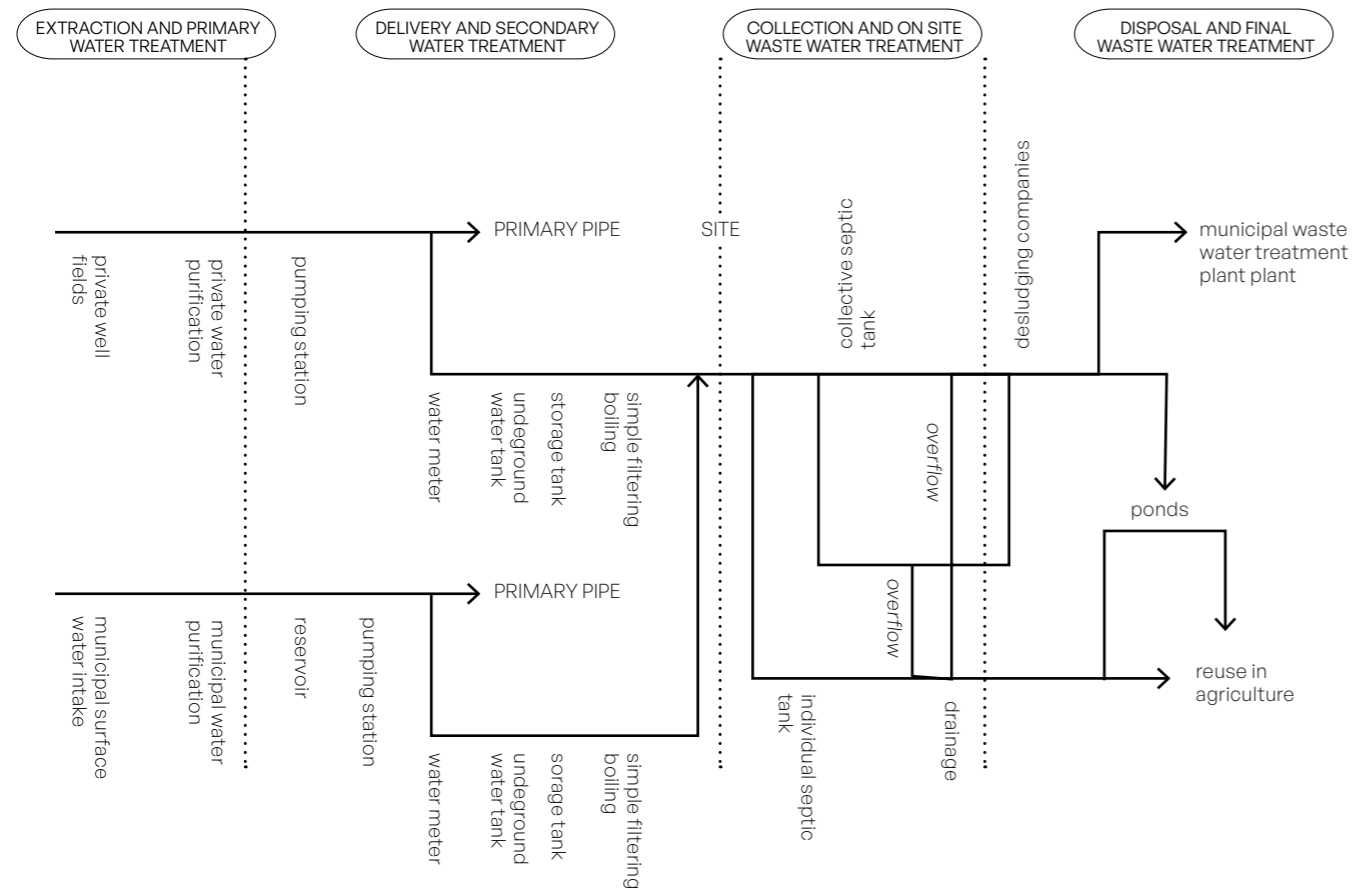 EXTRACTION AND PRIMARY
WATER TREATMENT
DELIVERY AND SECONDARY
WATER TREATMENT
COLLECTION AND ON SITE
WASTE WATER TREATMENT
DISPOSAL AND FINAL
WASTE WATER TREATMENT
PRIMARY PIPE
SITE
collective septic
tank
desludging companies
municipal waste
water treatment
plant plant
private well
fields
private water
purification
pumping station
water meter
undeground
water tank
storage tank
simple filtering
boiling
overflow
ponds
PRIMARY PIPE
overflow
municipal surface
water intake
municipal water
purification
reservoir
pumping station
water meter
undeground
water tank
sorage tank
simple filtering
boiling
individual septic
tank
drainage
reuse in
agriculture